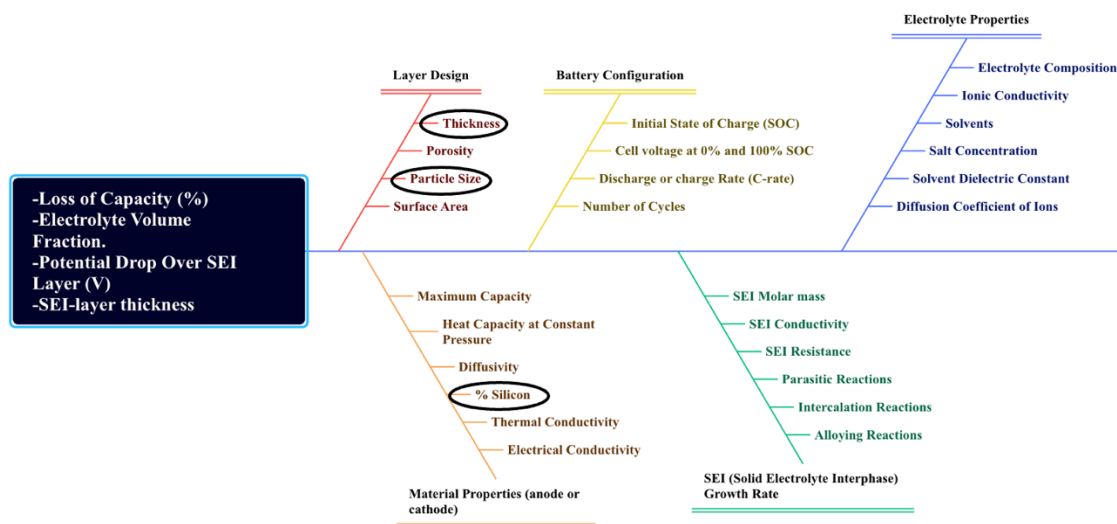 -Loss of Capacity (%)
-Electrolyte Volume
Fraction.
-Potential Drop Over SEI
Layer (V)
-SEI-layer thickness
Layer Design
Thickness
Porosity
Particle Size
Surface Area
Battery Configuration
Initial State of Charge (SOC)
Cell voltage at 0% and 100% SOC
Discharge or charge Rate (C-rate)
Number of Cycles
Electrolyte Properties
Electrolyte Composition
Ionic Conductivity
Solvents
Salt Concentration
Solvent Dielectric Constant
Diffusion Coefficient of Ions
Maximum Capacity
Heat Capacity at Constant
Pressure
Diffusivity
% Silicon
Thermal Conductivity
Electrical Conductivity
Material Properties (anode or
cathode)
SEI Molar mass
SEI Conductivity
SEI Resistance
Parasitic Reactions
Intercalation Reactions
Alloying Reactions
SEI (Solid Electrolyte Interphase)
Growth Rate